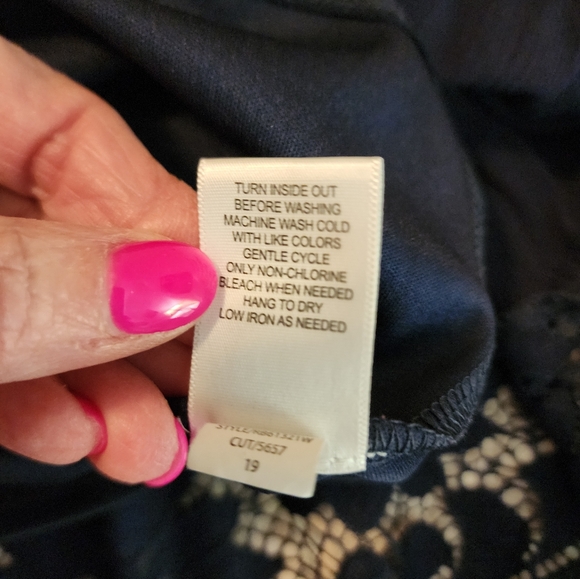 TURN INSIDE OUT
BEFORE WASHING
MACHINE WASH COLD
WITH LIKE COLORS
GENTLE CYCLE
ONLY NON-CHLORINE
BLEACH WHEN NEEDED
HANG TO DRY
LOW IRON AS NEEDED
CUT/5657
19